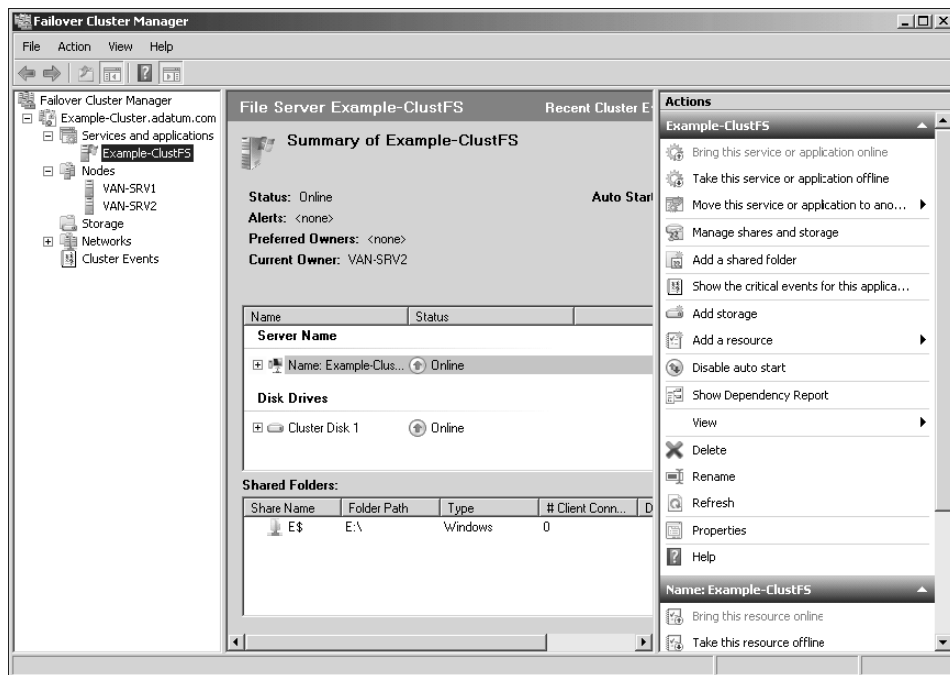 Failover Cluster Manager
File Action View Help
Failover Cluster Manager
Example-Cluster.adatum.com
Services and applications
Example-ClustFS
Nodes
VAN-SRV1
VAN-SRV2
Storage
Networks
Cluster Events
File Server Example-ClustFS Recent Cluster E
Summary of Example-ClustFS
Status: Online Auto Star
Alerts: <none>
Preferred Owners: <none>
Current Owner: VAN-SRV2
Name Status
Server Name
Name: Example-Clus... Online
Disk Drives
Cluster Disk 1 Online
Shared Folders:
Share Name Folder Path Type # Client Conn... D
E$ E:\ Windows 0
Actions
Example-ClustFS
Bring this service or application online
Take this service or application offline
Move this service or application to ano...
Manage shares and storage
Add a shared folder
Show the critical events for this applica...
Add storage
Add a resource
Disable auto start
Show Dependency Report
View
Delete
Rename
Refresh
Properties
Help
Name: Example-ClustFS
Bring this resource online
Take this resource offline